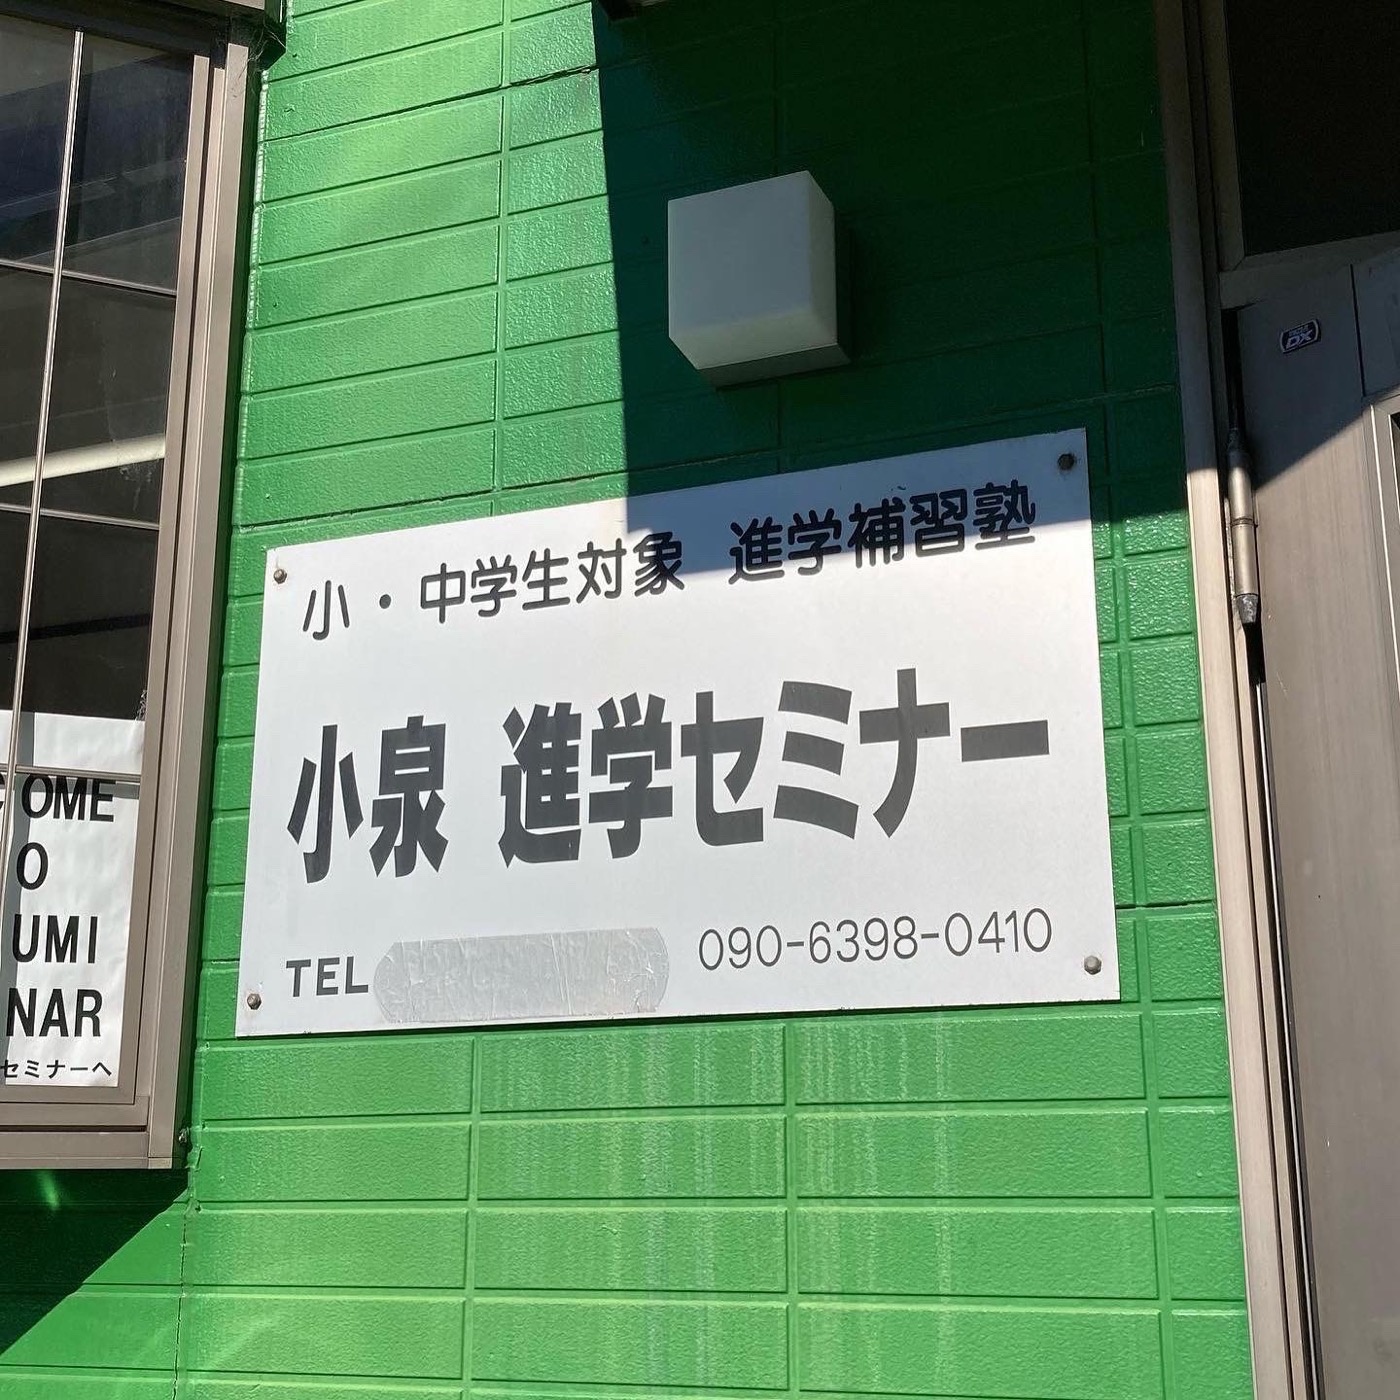 小・中学生対象 進学補習塾
小泉 進学セミナー
TEL 090-6398-0410
OME
O
UMI
NAR
セミナーへ
DX